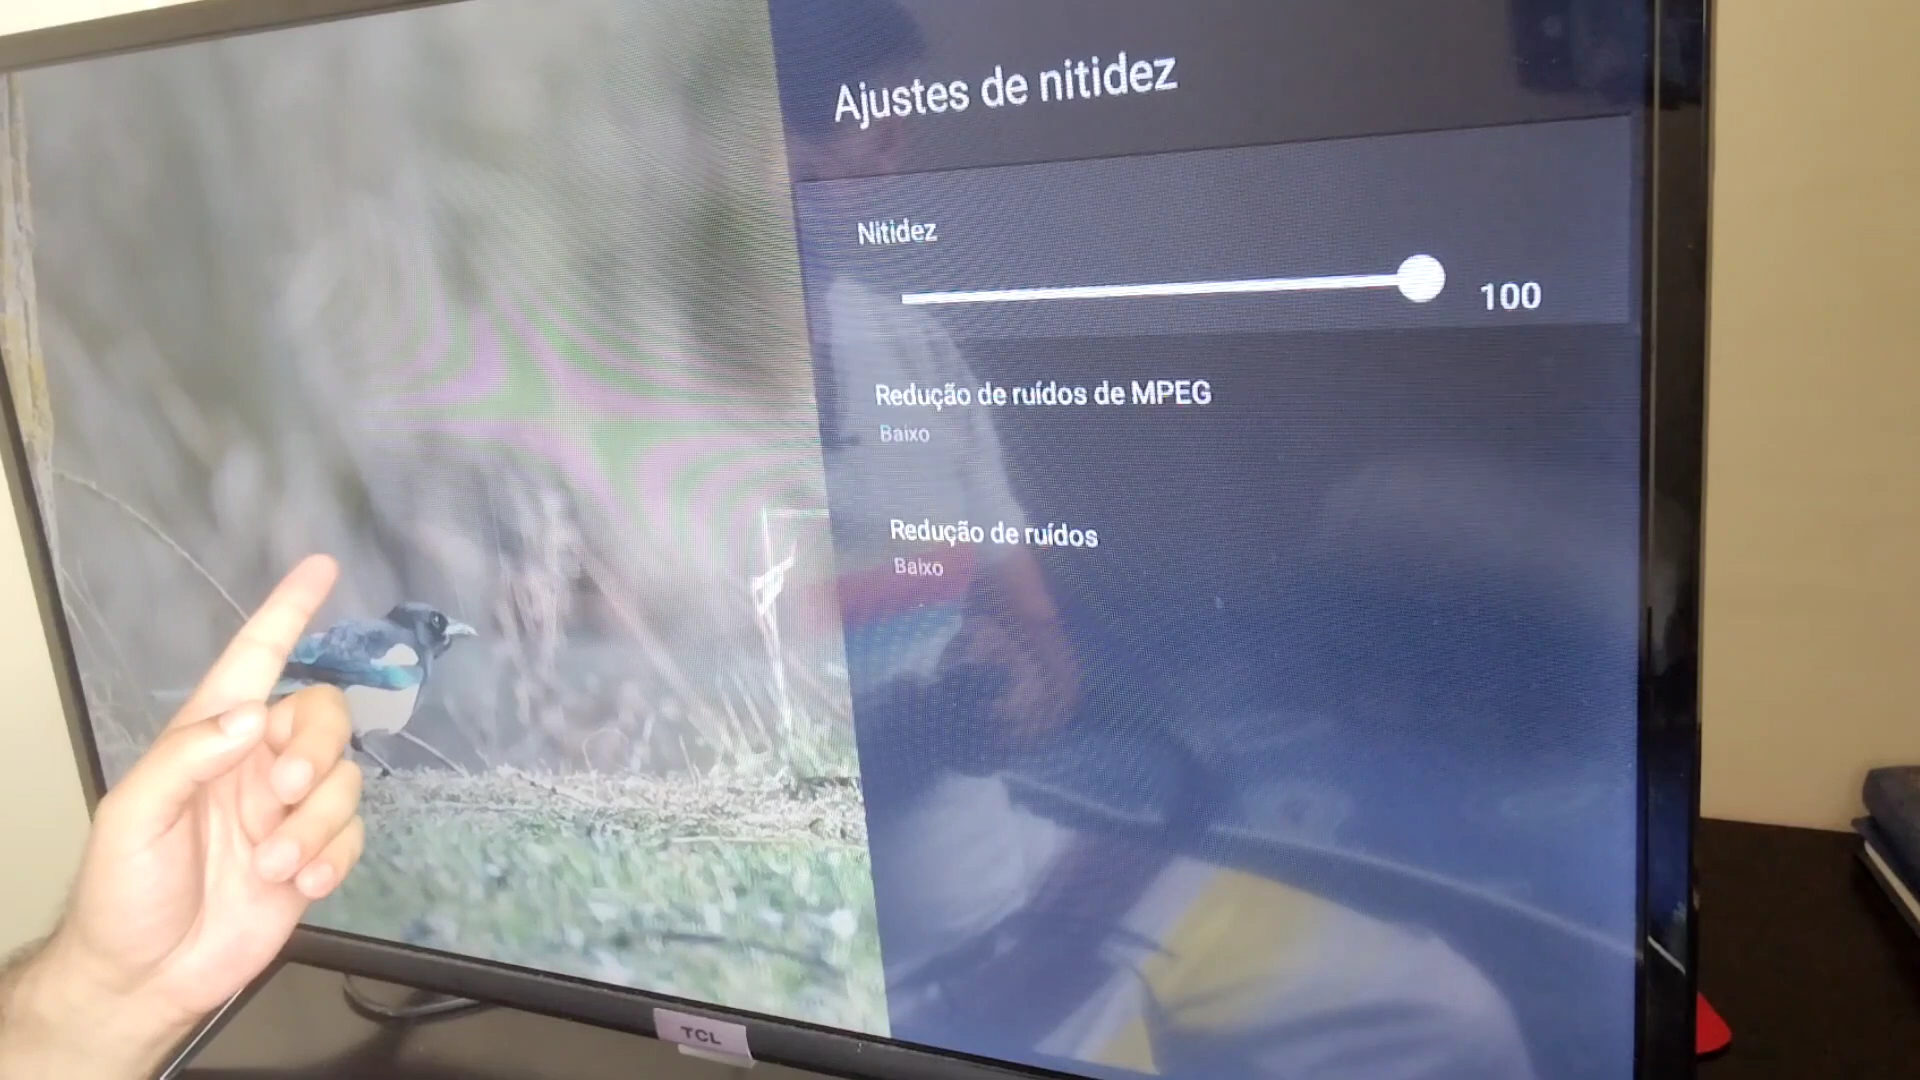 Ajustes de nitidez
Nitidez
100
Redução de ruídos de MPEG
Baixo
Redução de ruídos
Baixo
TCL